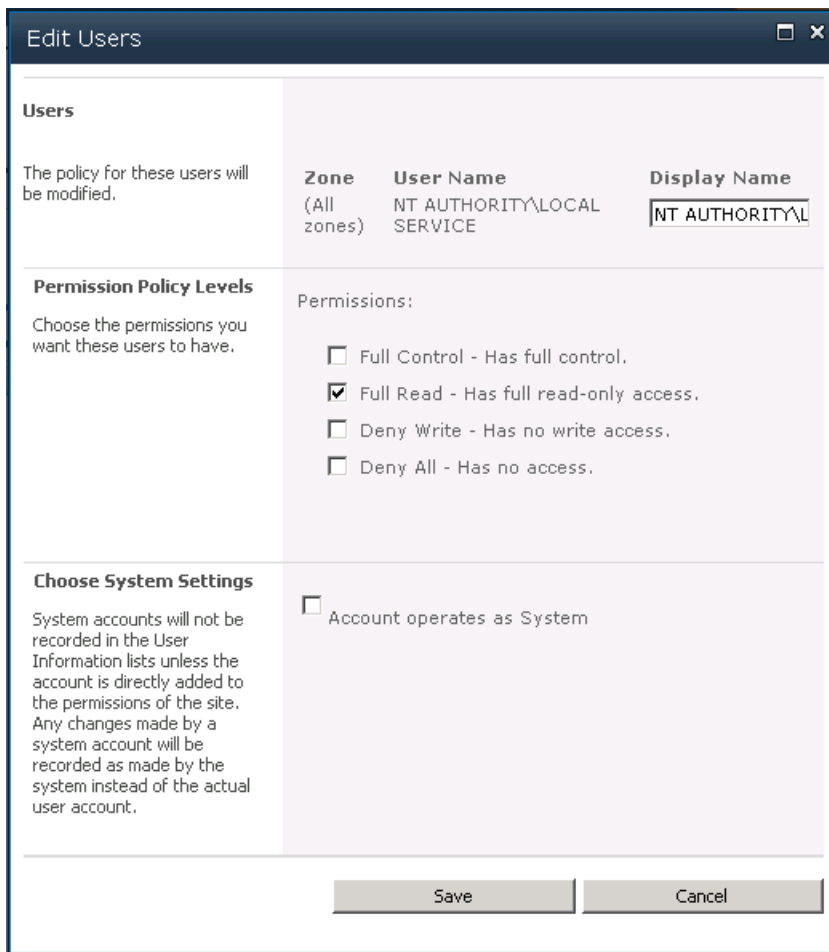 Edit Users
Users
The policy for these users will
be modified.
Zone User Name Display Name
(All NT AUTHORITY\LOCAL NT AUTHORITY\L
zones) SERVICE
Permission Policy Levels
Choose the permissions you
want these users to have.
Permissions:
Full Control - Has full control.
Full Read - Has full read-only access.
Deny Write - Has no write access.
Deny All - Has no access.
Choose System Settings
System accounts will not be
recorded in the User
Information lists unless the
account is directly added to
the permissions of the site.
Any changes made by a
system account will be
recorded as made by the
system instead of the actual
user account.
Account operates as System
Save Cancel